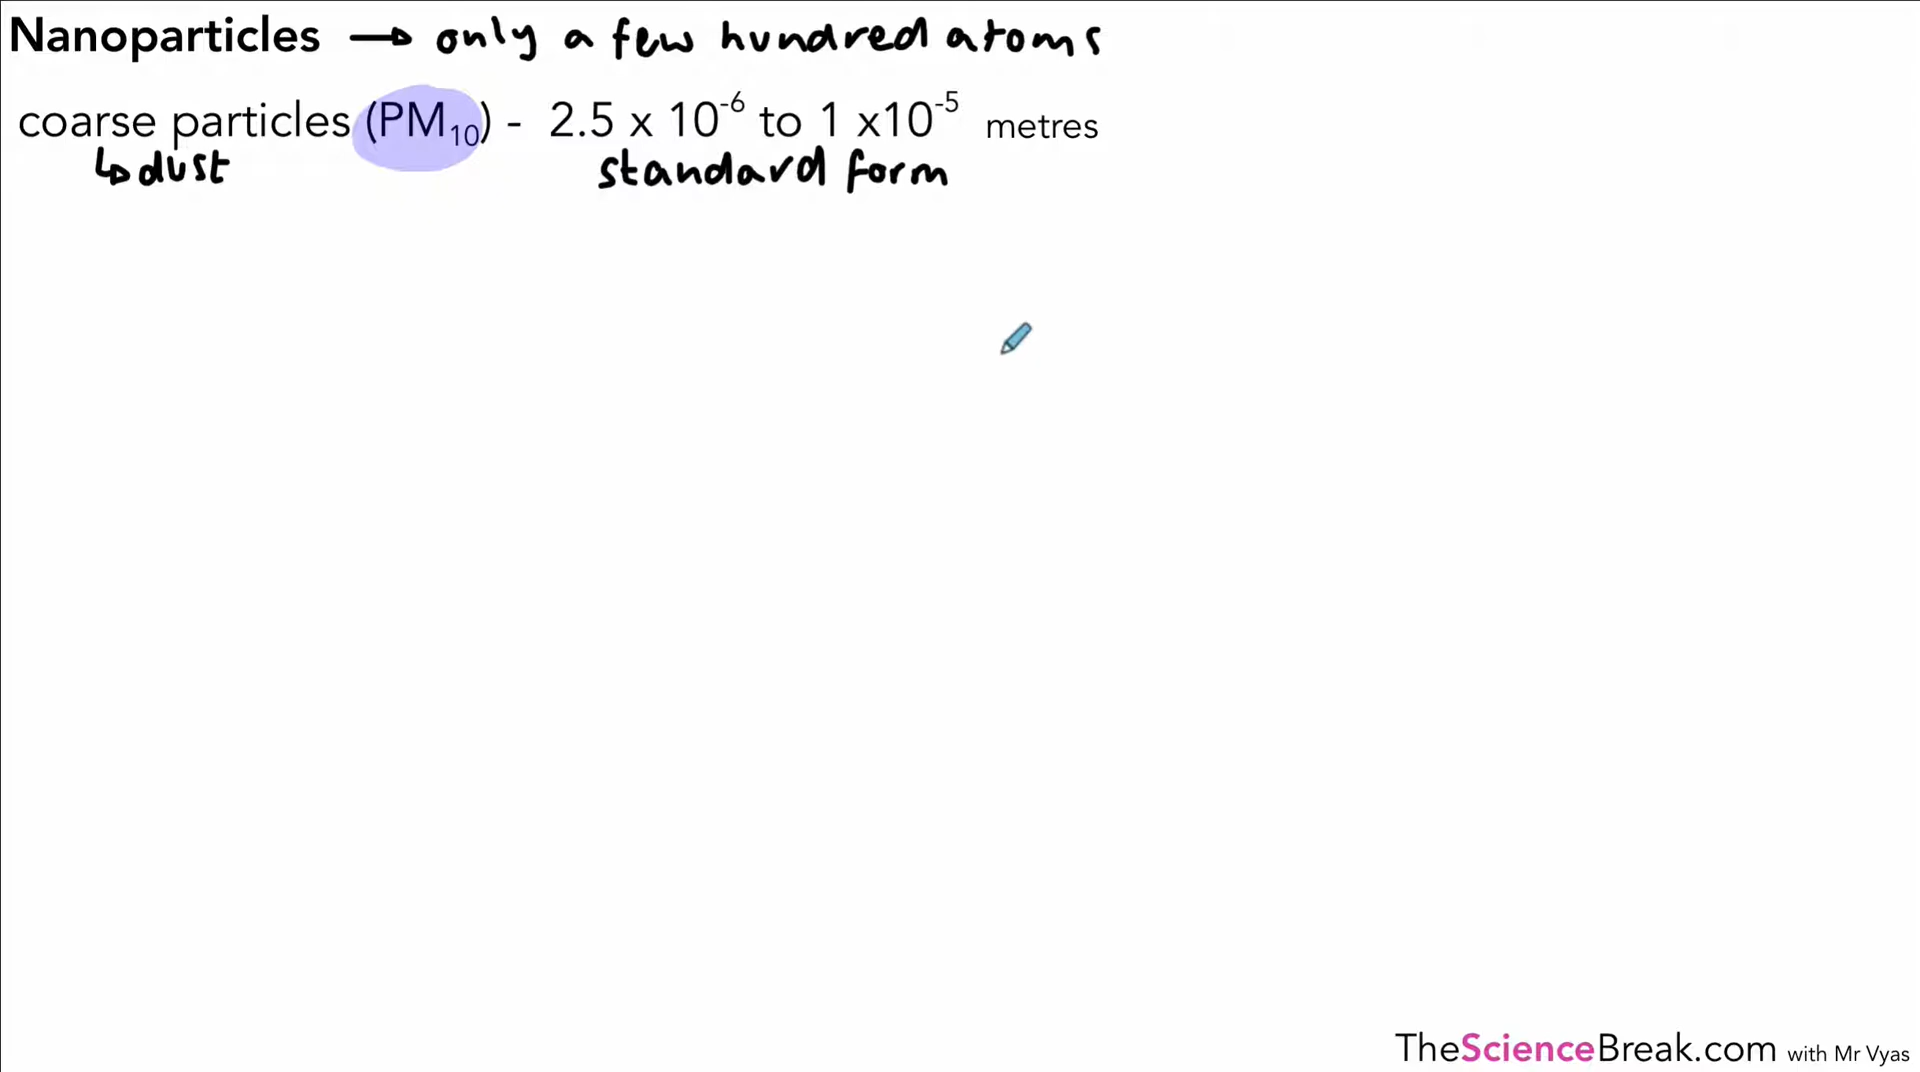 Nanoparticles → only a few hundred atoms
coarse particles (PM₁₀) - 2.5 x 10⁻⁶ to 1 x10⁻⁵ metres
↳ dust standard form
TheScienceBreak.com with Mr Vyas